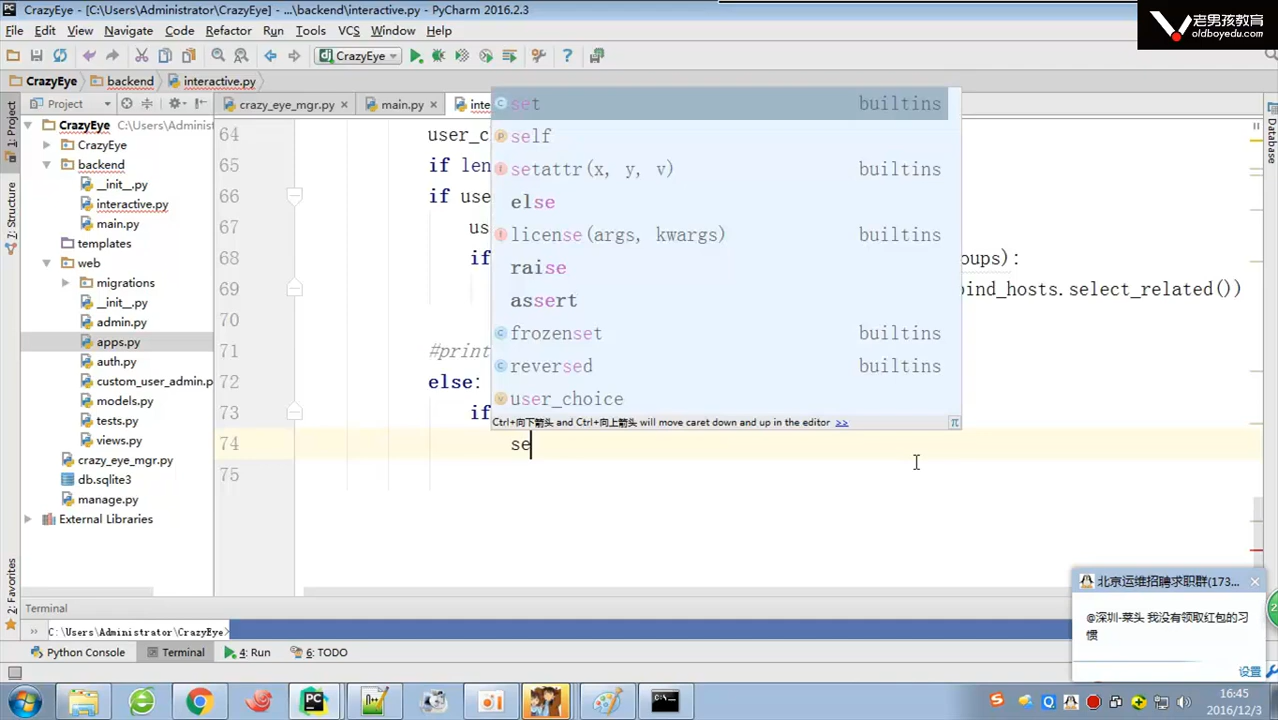 CrazyEye - [C:\Users\Administrator\CrazyEye] - ...\backend\interactive.py - PyCharm 2016.2.3
老男孩教育
oldboyedu.com
File Edit View Navigate Code Refactor Run Tools VCS Window Help
CrazyEye
CrazyEye backend interactive.py
1: Project
7: Structure
2: Favorites
Database
Project
CrazyEye C:\Users\Administ
CrazyEye
backend
__init__.py
interactive.py
main.py
templates
web
migrations
__init__.py
admin.py
apps.py
auth.py
custom_user_admin.p
models.py
tests.py
views.py
crazy_eye_mgr.py
db.sqlite3
manage.py
External Libraries
crazy_eye_mgr.py main.py inte
64 user_c
65 if len
66 if use
67 us
68 if oups):
69 bind_hosts.select_related())
70
71 #print
72 else:
73 if
74 se
75
set builtins
self
setattr(x, y, v) builtins
else
license(args, kwargs) builtins
raise
assert
frozenset builtins
reversed builtins
user_choice
Ctrl+向下箭头 and Ctrl+向上箭头 will move caret down and up in the editor >>
π
Terminal
C:\Users\Administrator\CrazyEye>
Python Console Terminal 4: Run 6: TODO
北京运维招聘求职群(173...
@深圳-菜头 我没有领取红包的习
惯
设置
16:45
2016/12/3